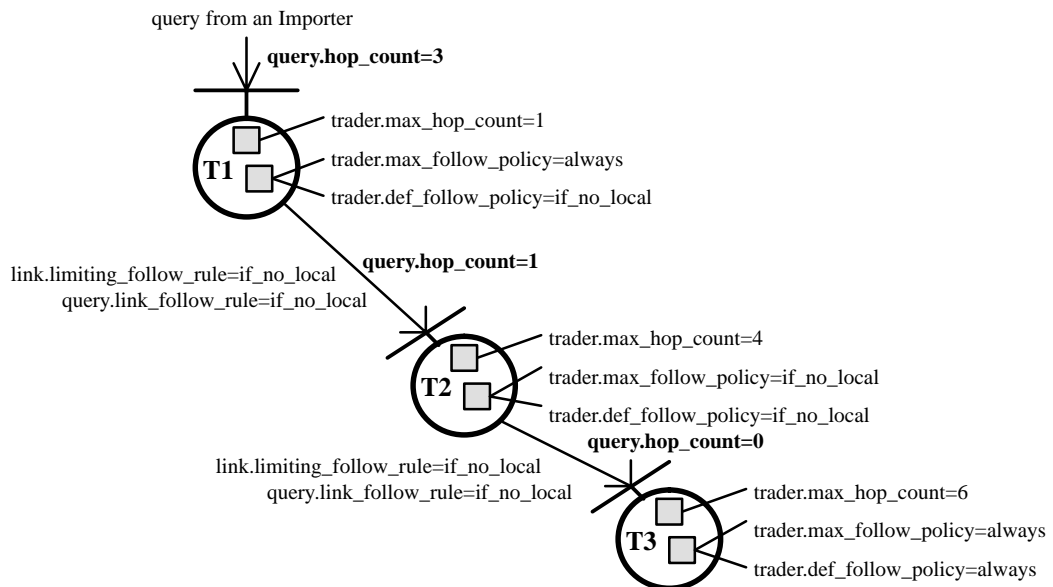 query from an Importer
query.hop_count=3
trader.max_hop_count=1
trader.max_follow_policy=always
T1
trader.def_follow_policy=if_no_local
query.hop_count=1
link.limiting_follow_rule=if_no_local
query.link_follow_rule=if_no_local
trader.max_hop_count=4
trader.max_follow_policy=if_no_local
T2
trader.def_follow_policy=if_no_local
query.hop_count=0
link.limiting_follow_rule=if_no_local
query.link_follow_rule=if_no_local
trader.max_hop_count=6
trader.max_follow_policy=always
T3
trader.def_follow_policy=always